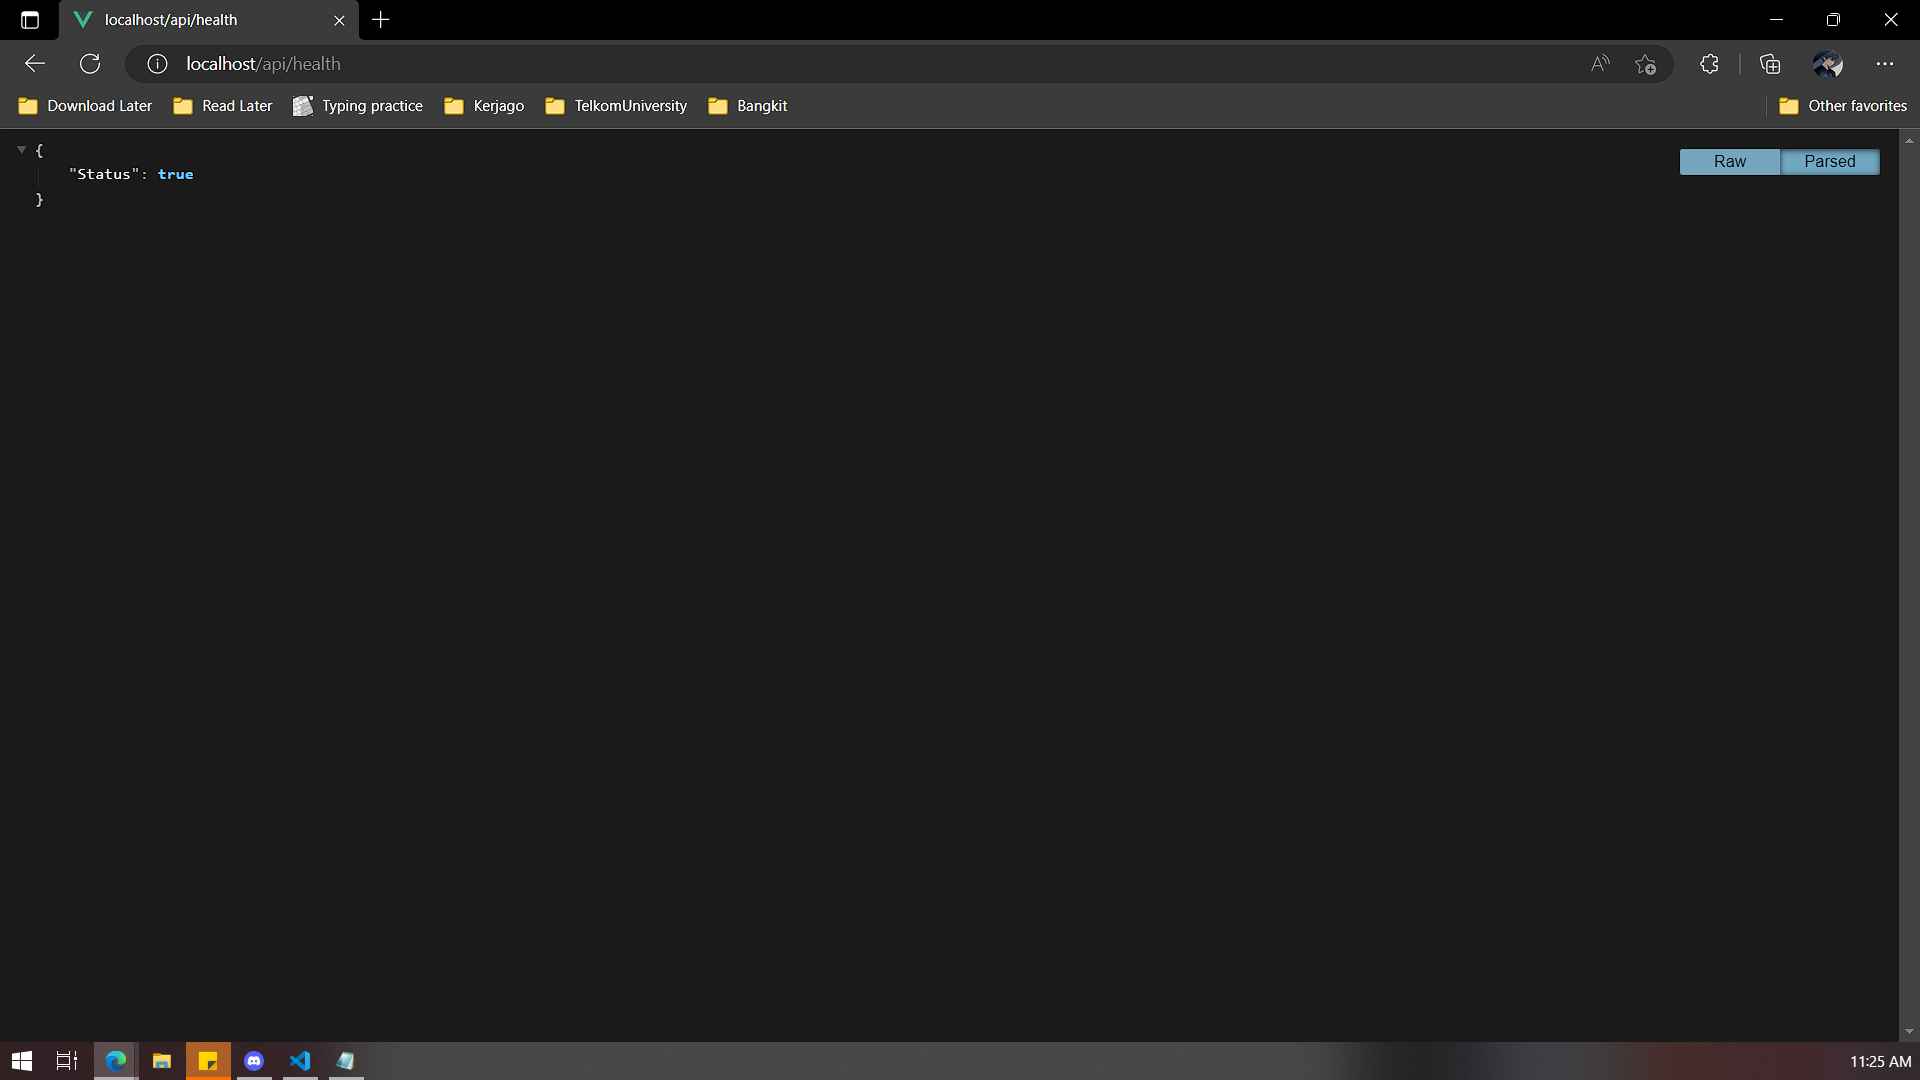 localhost/api/health
localhost/api/health
Download Later Read Later Typing practice Kerjago TelkomUniversity Bangkit Other favorites
{
Raw Parsed
"Status": true
}
11:25 AM